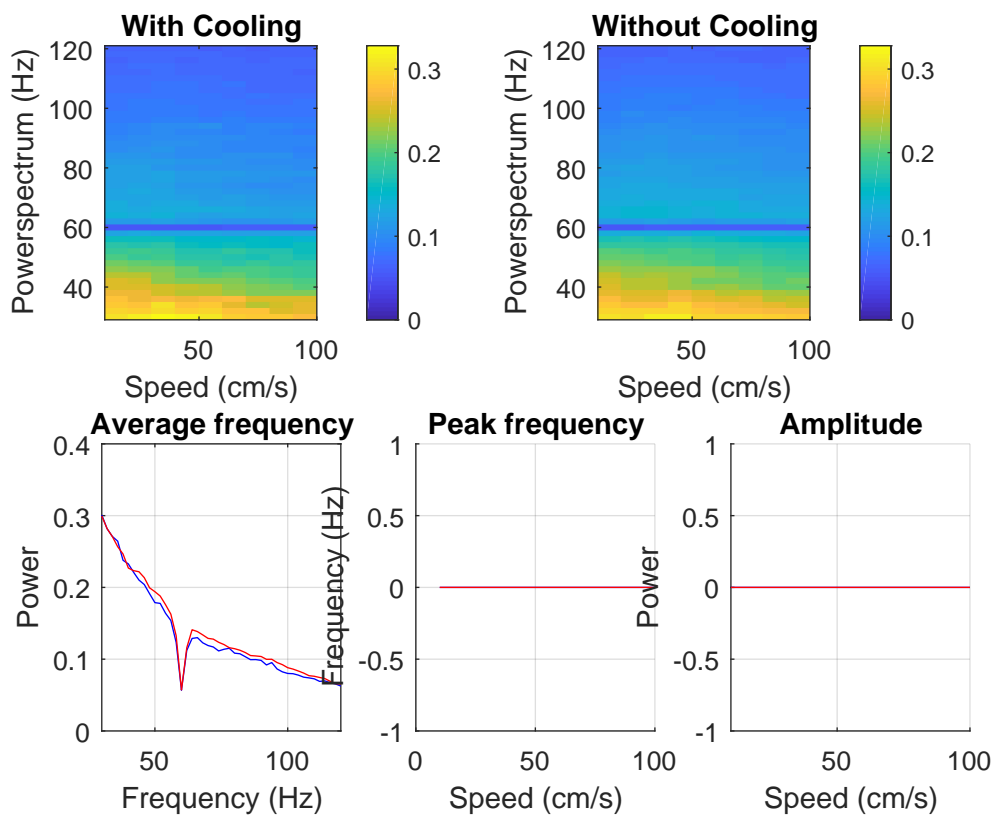 With Cooling
Powerspectrum (Hz)
120
100
80
60
40
50
100
Speed (cm/s)
0.3
0.2
0.1
0
Without Cooling
Powerspectrum (Hz)
120
100
80
60
40
50
100
Speed (cm/s)
0.3
0.2
0.1
0
Average frequency
Power
0.4
0.3
0.2
0.1
0
50
100
Frequency (Hz)
Peak frequency
Frequency (Hz)
1
0.5
0
-0.5
-1
0
50
100
Speed (cm/s)
Amplitude
Power
1
0.5
0
-0.5
-1
50
100
Speed (cm/s)